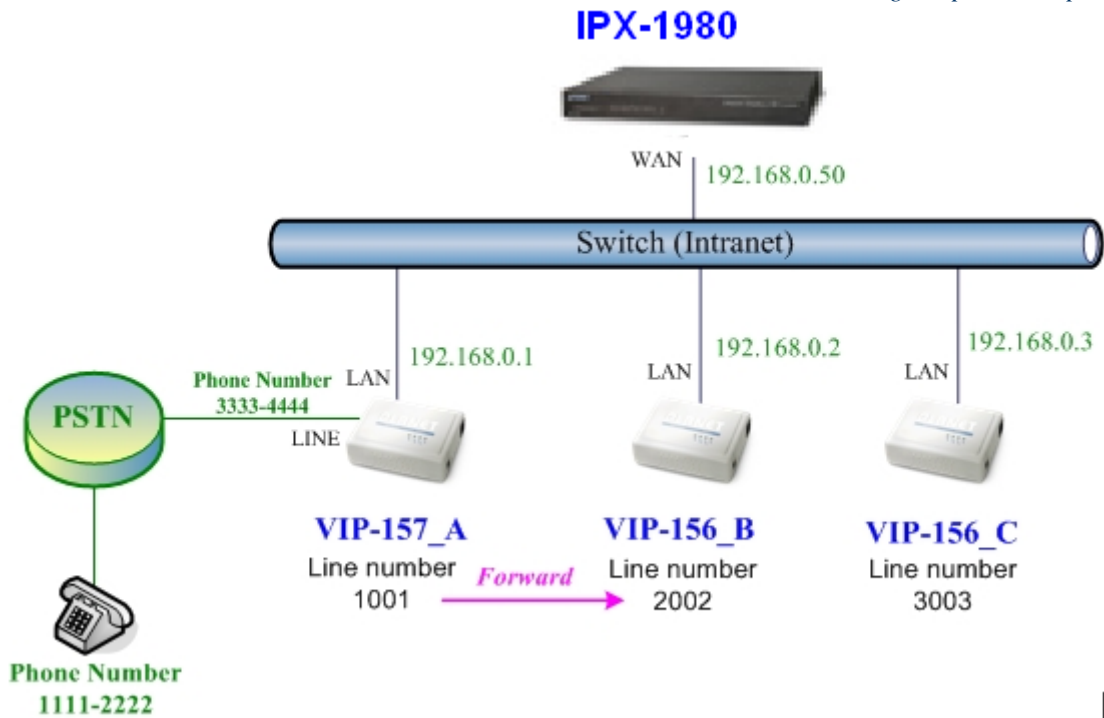 IPX-1980
WAN
192.168.0.50
Switch (Intranet)
192.168.0.1
192.168.0.2
192.168.0.3
Phone Number
3333-4444
LAN
LAN
LAN
PSTN
LINE
VIP-157_A
VIP-156_B
VIP-156_C
Line number
1001
Forward
Line number
2002
Line number
3003
Phone Number
1111-2222